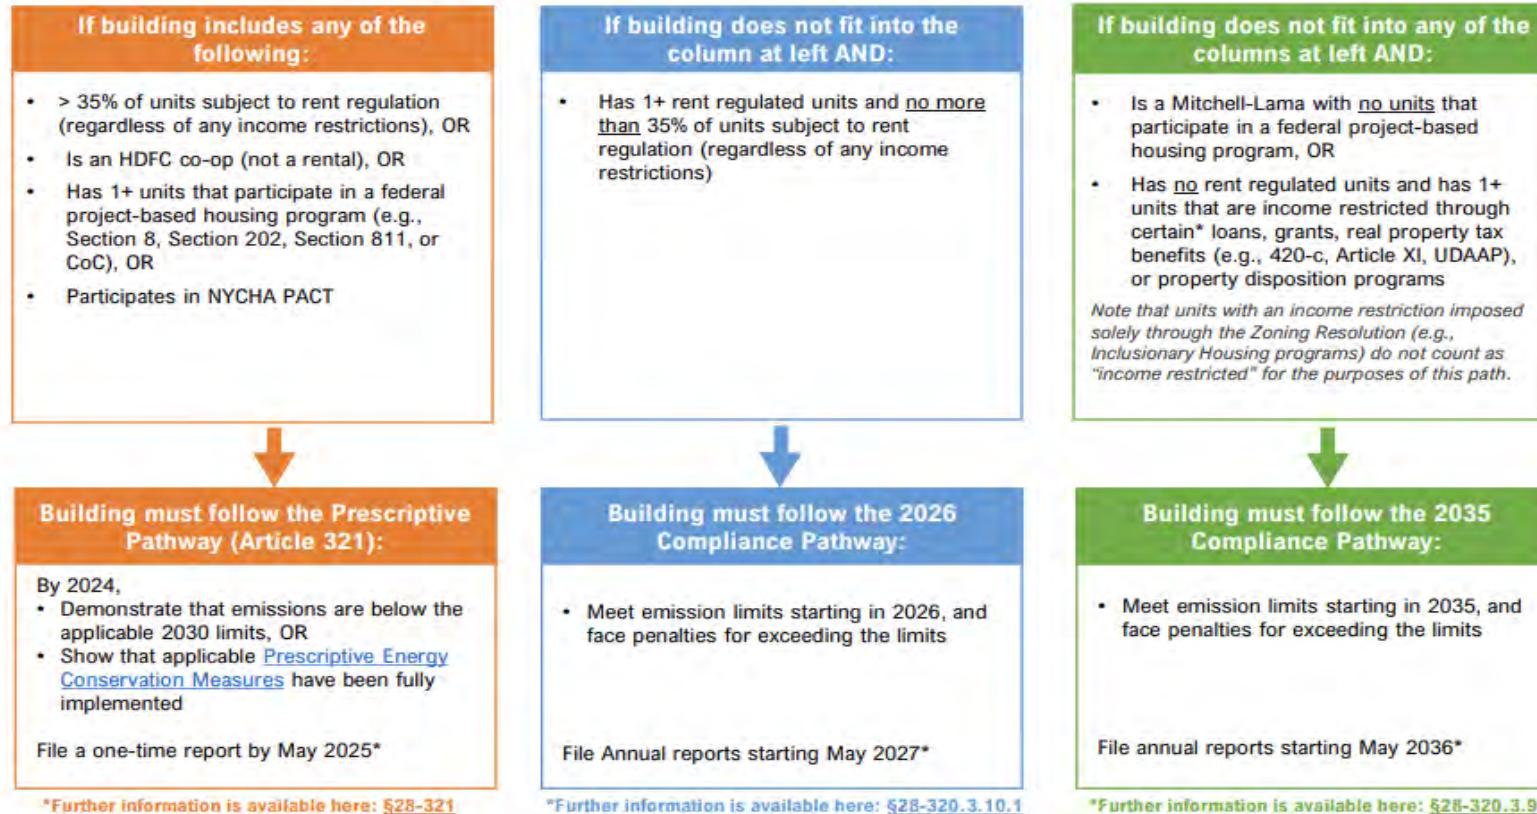 If building includes any of the
following:
• > 35% of units subject to rent regulation
(regardless of any income restrictions), OR
• Is an HDFC co-op (not a rental), OR
• Has 1+ units that participate in a federal
project-based housing program (e.g.,
Section 8, Section 202, Section 811, or
CoC), OR
• Participates in NYCHA PACT
Building must follow the Prescriptive
Pathway (Article 321):
By 2024,
• Demonstrate that emissions are below the
applicable 2030 limits, OR
• Show that applicable Prescriptive Energy
Conservation Measures have been fully
implemented
File a one-time report by May 2025*
*Further information is available here: §28-321
If building does not fit into the
column at left AND:
• Has 1+ rent regulated units and no more
than 35% of units subject to rent
regulation (regardless of any income
restrictions)
Building must follow the 2026
Compliance Pathway:
• Meet emission limits starting in 2026, and
face penalties for exceeding the limits
File Annual reports starting May 2027*
*Further information is available here: §28-320.3.10.1
If building does not fit into any of the
columns at left AND:
• Is a Mitchell-Lama with no units that
participate in a federal project-based
housing program, OR
• Has no rent regulated units and has 1+
units that are income restricted through
certain* loans, grants, real property tax
benefits (e.g., 420-c, Article XI, UDAAP),
or property disposition programs
Note that units with an income restriction imposed
solely through the Zoning Resolution (e.g.,
Inclusionary Housing programs) do not count as
"income restricted" for the purposes of this path.
Building must follow the 2035
Compliance Pathway:
• Meet emission limits starting in 2035, and
face penalties for exceeding the limits
File annual reports starting May 2036*
*Further information is available here: §28-320.3.9